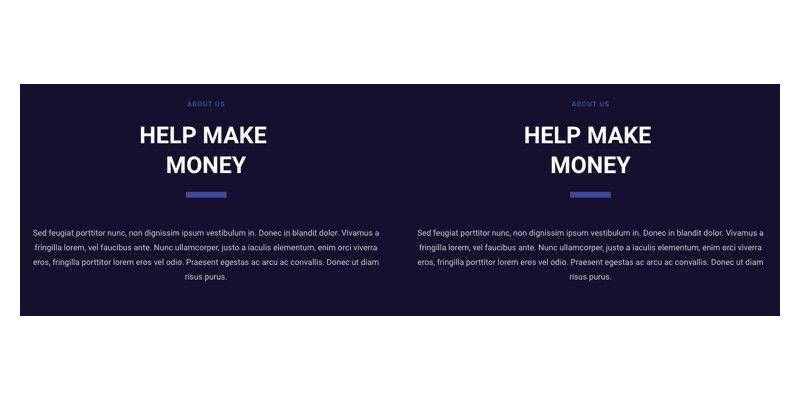 ABOUT US
HELP MAKE
MONEY
Sed feugiat porttitor nunc, non dignissim ipsum vestibulum in. Donec in blandit dolor. Vivamus a
fringilla lorem, vel faucibus ante. Nunc ullamcorper, justo a iaculis elementum, enim orci viverra
eros, fringilla porttitor lorem eros vel odio. Praesent egestas ac arcu ac convallis. Donec ut diam
risus purus.
ABOUT US
HELP MAKE
MONEY
Sed feugiat porttitor nunc, non dignissim ipsum vestibulum in. Donec in blandit dolor. Vivamus a
fringilla lorem, vel faucibus ante. Nunc ullamcorper, justo a iaculis elementum, enim orci viverra
eros, fringilla porttitor lorem eros vel odio. Praesent egestas ac arcu ac convallis. Donec ut diam
risus purus.